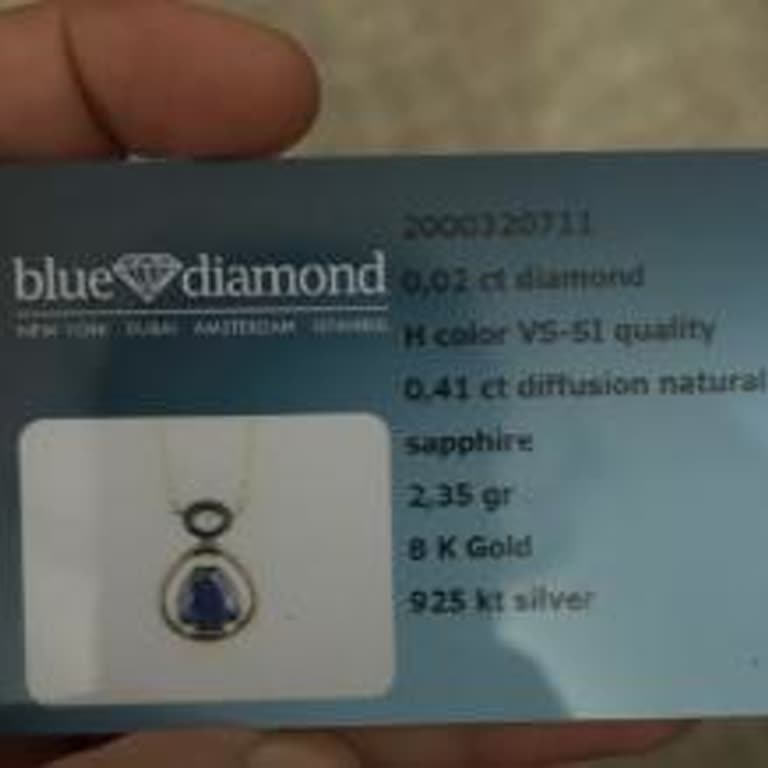 blue diamond
NEW YORK DUBAI AMSTERDAM ISTANBUL
2000320711
0,02 ct diamond
H color VS-SI quality
0.41 ct diffusion natural
sapphire
2,35 gr
8 K Gold
925 kt silver